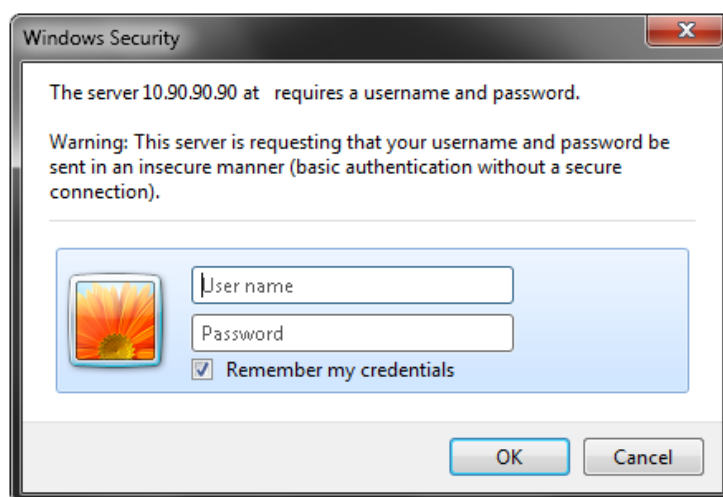 Windows Security
The server 10.90.90.90 at   requires a username and password.
Warning: This server is requesting that your username and password be
sent in an insecure manner (basic authentication without a secure
connection).
User name
Password
Remember my credentials
OK Cancel